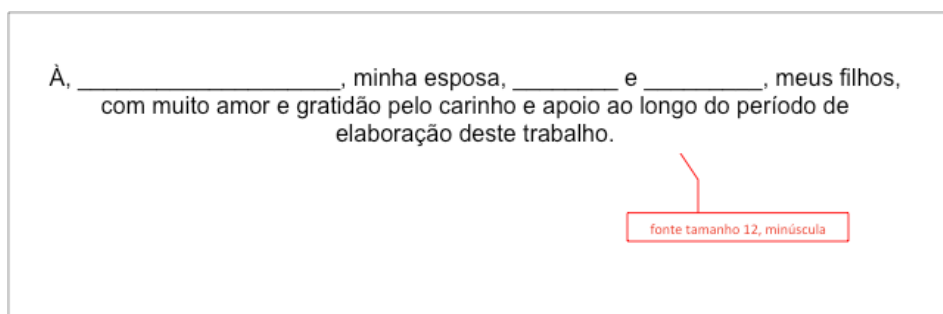 À, ____________________, minha esposa, ________ e _________, meus filhos,
com muito amor e gratidão pelo carinho e apoio ao longo do período de
elaboração deste trabalho.
fonte tamanho 12, minúscula